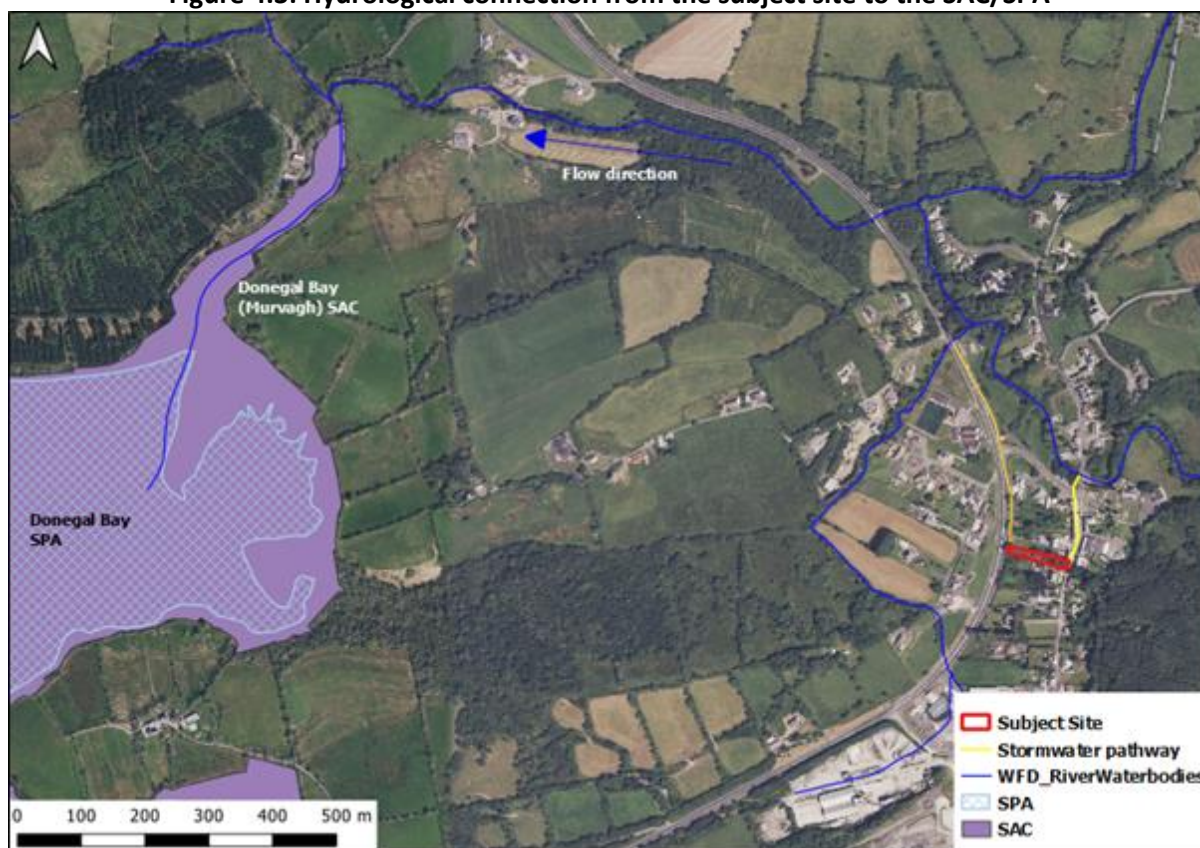 Figure 4.3: Hydrological connection from the subject site to the SAC/SPA
Flow direction
Donegal Bay
(Murvagh) SAC
Donegal Bay
SPA
Subject Site
Stormwater pathway
WFD_RiverWaterbodies
SPA
SAC
0 100 200 300 400 500 m